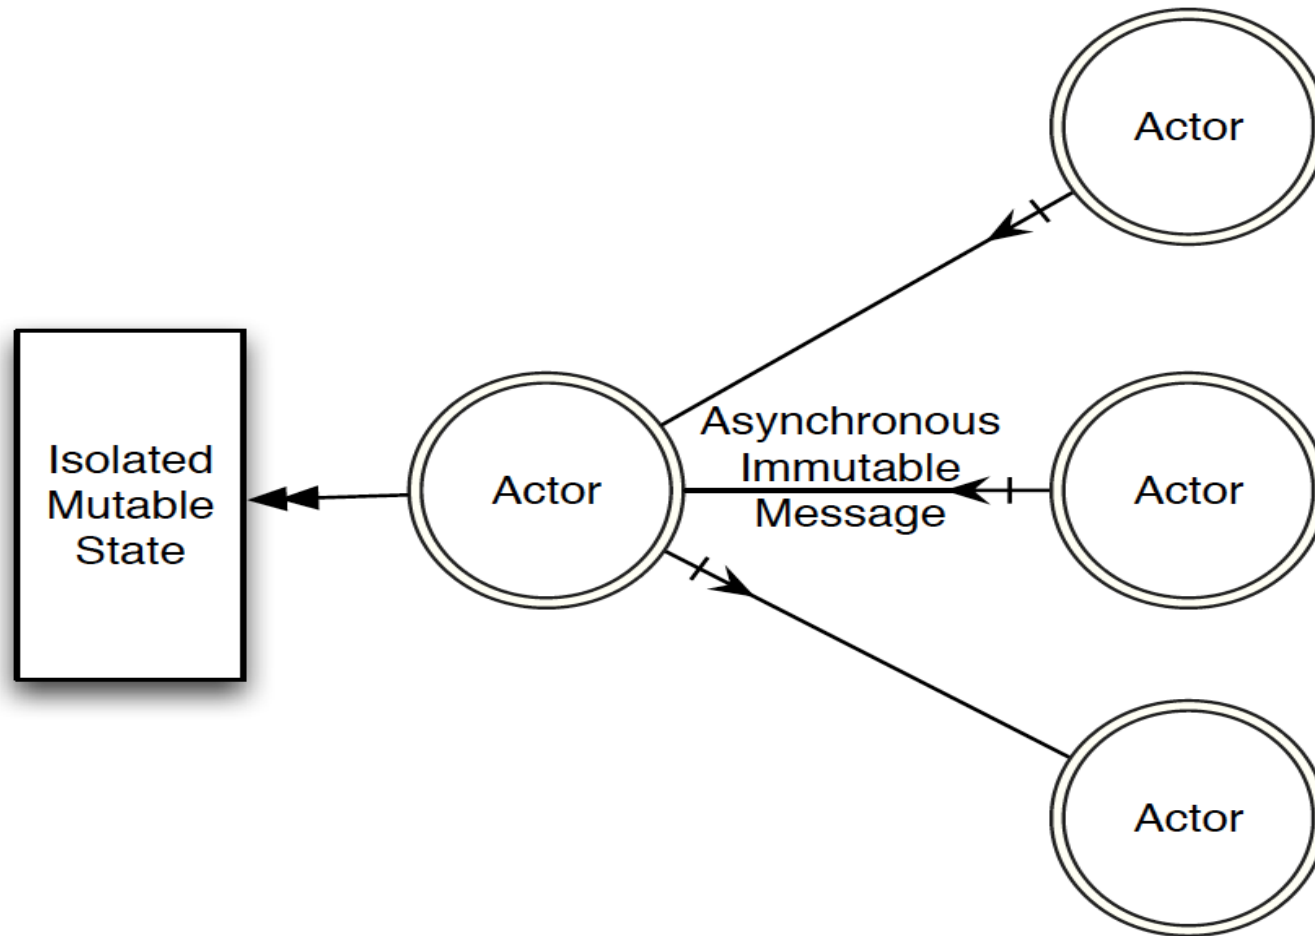 Actor
Asynchronous
Immutable
Message
Isolated
Mutable
State
Actor
Actor
Actor